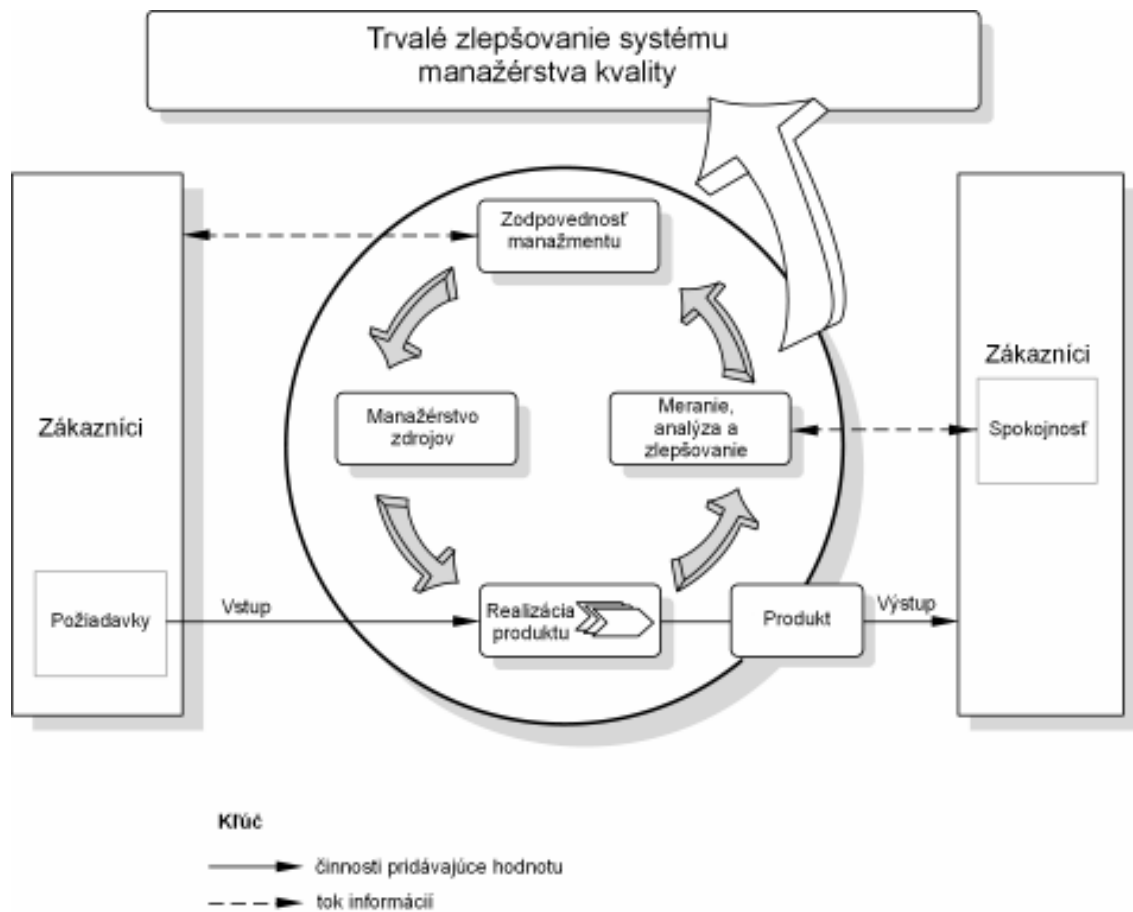 Trvalé zlepšovanie systému
manažérstva kvality
Zodpovednosť
manažmentu
Zákazníci
Zákazníci
Manažérstvo
zdrojov
Meranie,
analýza a
zlepšovanie
Spokojnosť
Požiadavky
Vstup
Realizácia
produktu
Produkt
Výstup
Kľúč
činnosti pridávajúce hodnotu
tok informácií